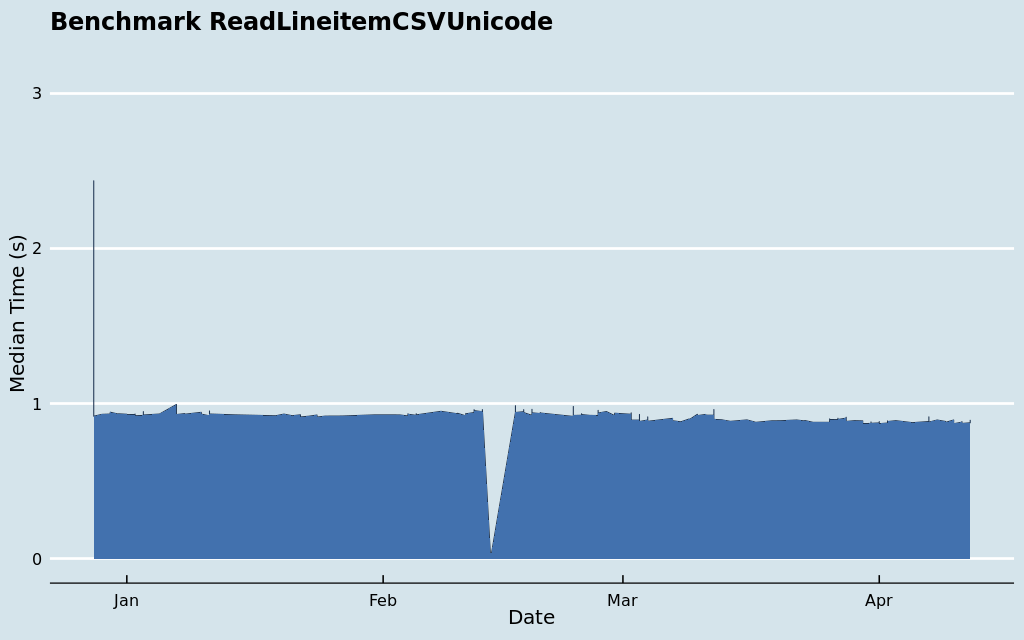 Benchmark ReadLineitemCSVUnicode
Median Time (s)
3
2
1
0
Jan
Feb
Mar
Apr
Date